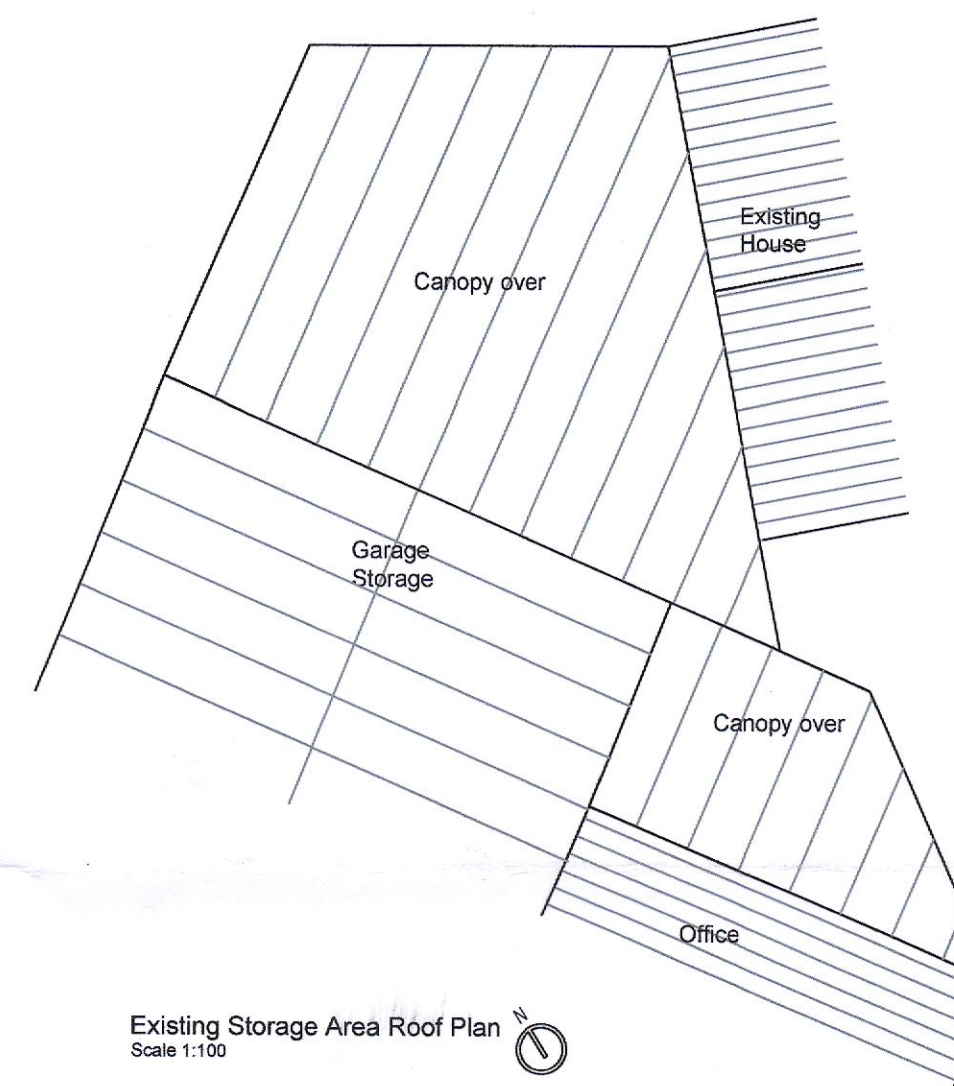 Existing
House
Canopy over
Garage
Storage
Canopy over
Office
Existing Storage Area Roof Plan
N
Scale 1:100